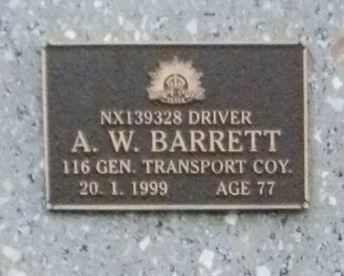 NX139328 DRIVER
A. W. BARRETT
116 GEN. TRANSPORT COY.
20. 1. 1999 AGE 77